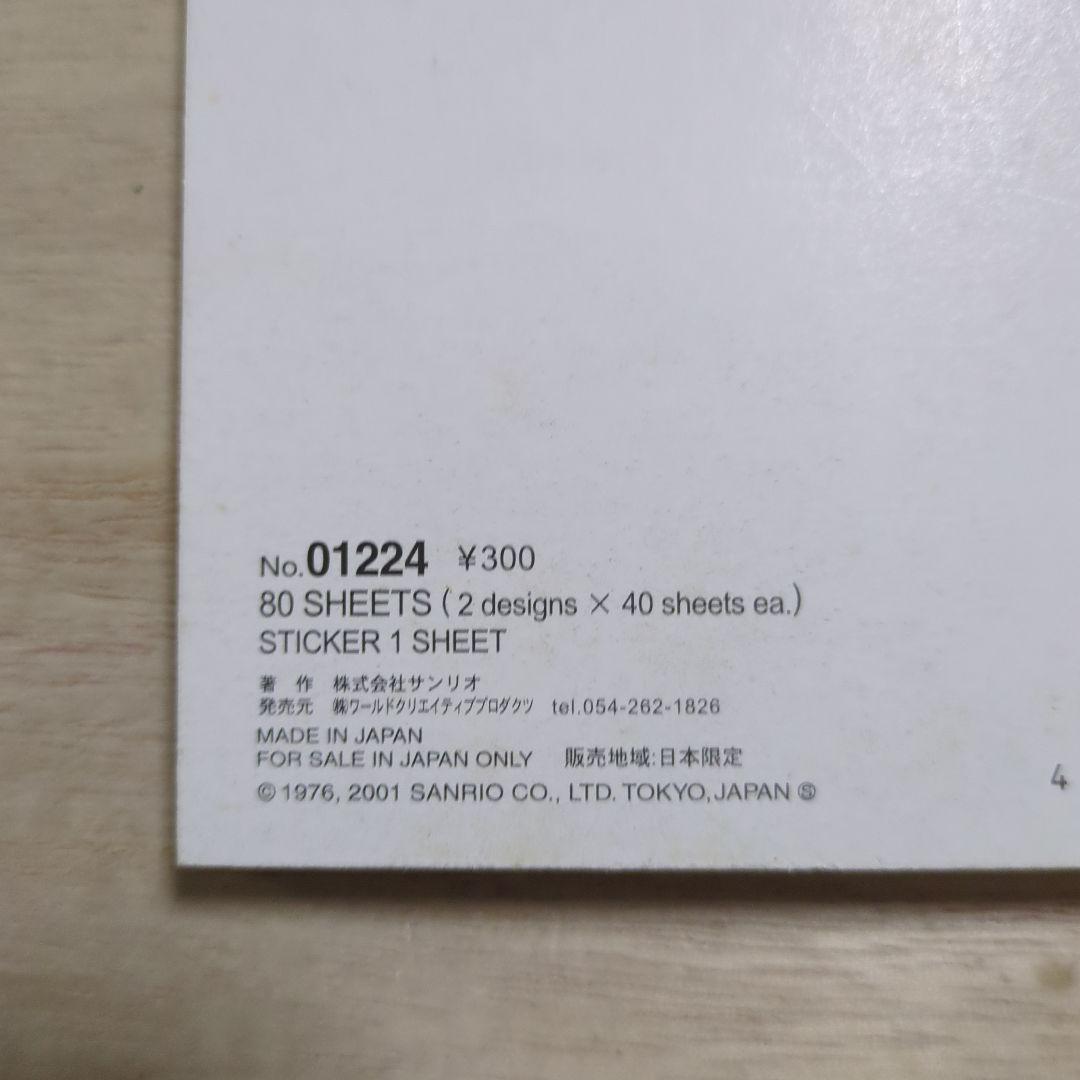 No.01224 ¥300
80 SHEETS (2 designs × 40 sheets ea.)
STICKER 1 SHEET
著 作 株式会社サンリオ
発売元 ㈱ワールドクリエイティブプロダクツ tel.054-262-1826
MADE IN JAPAN
FOR SALE IN JAPAN ONLY 販売地域:日本限定
©1976, 2001 SANRIO CO., LTD. TOKYO, JAPAN Ⓢ
4